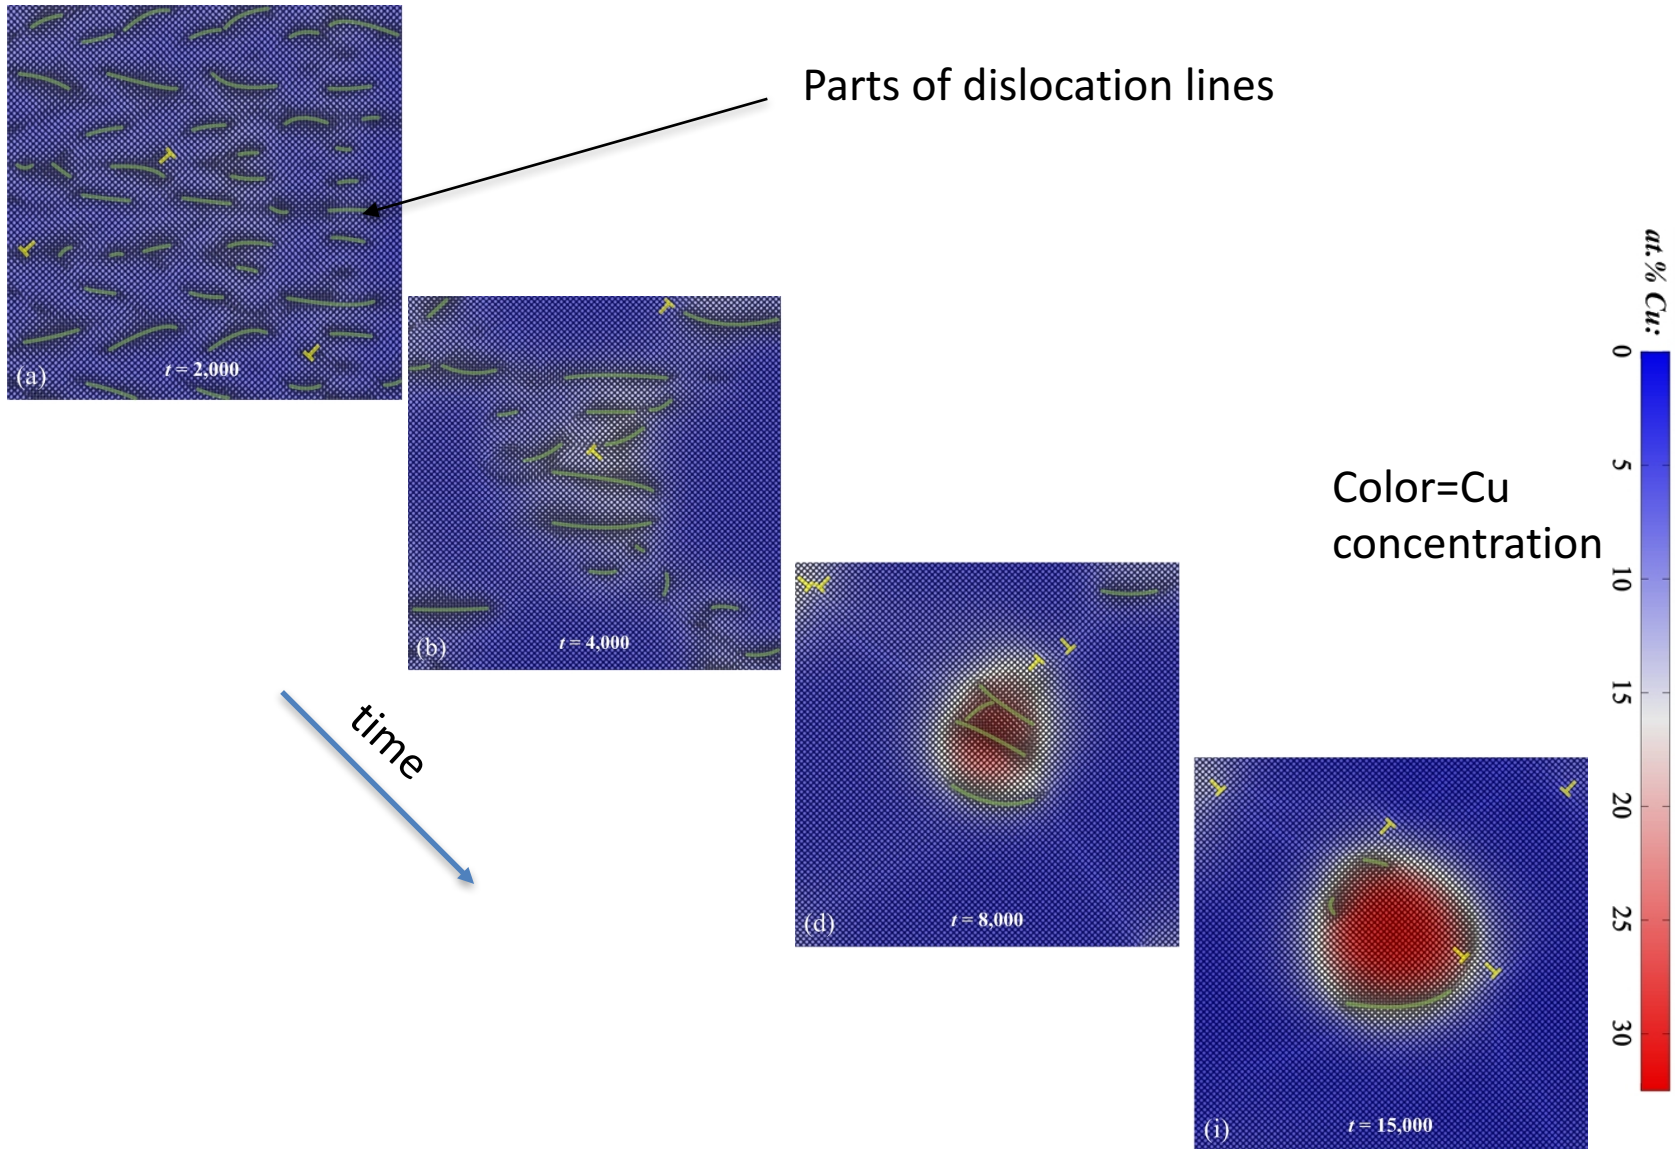 Parts of dislocation lines
(a)
t = 2,000
(b)
t = 4,000
time
(d)
t = 8,000
(i)
t = 15,000
Color=Cu
concentration
at.% Cu:
0
5
10
15
20
25
30